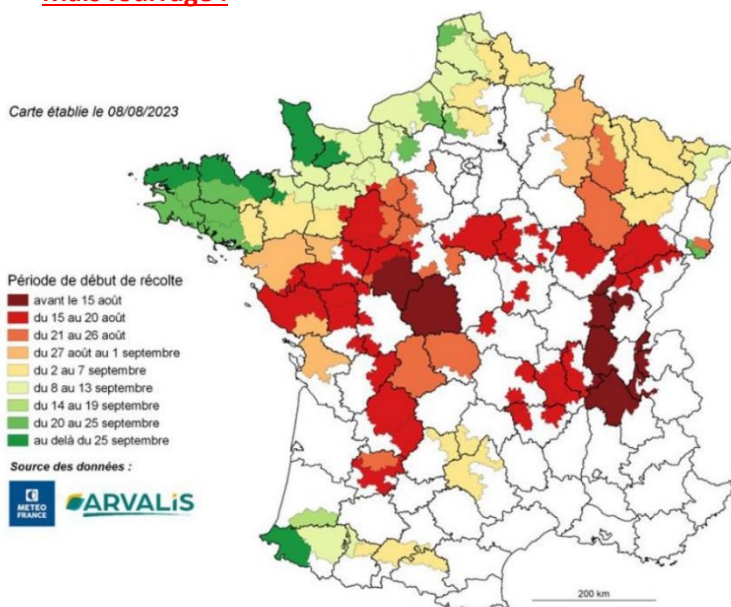 Carte établie le 08/08/2023
Période de début de récolte
avant le 15 août
du 15 au 20 août
du 21 au 26 août
du 27 août au 1 septembre
du 2 au 7 septembre
du 8 au 13 septembre
du 14 au 19 septembre
du 20 au 25 septembre
au delà du 25 septembre
Source des données :
METEO
FRANCE
ARVALIS
200 km